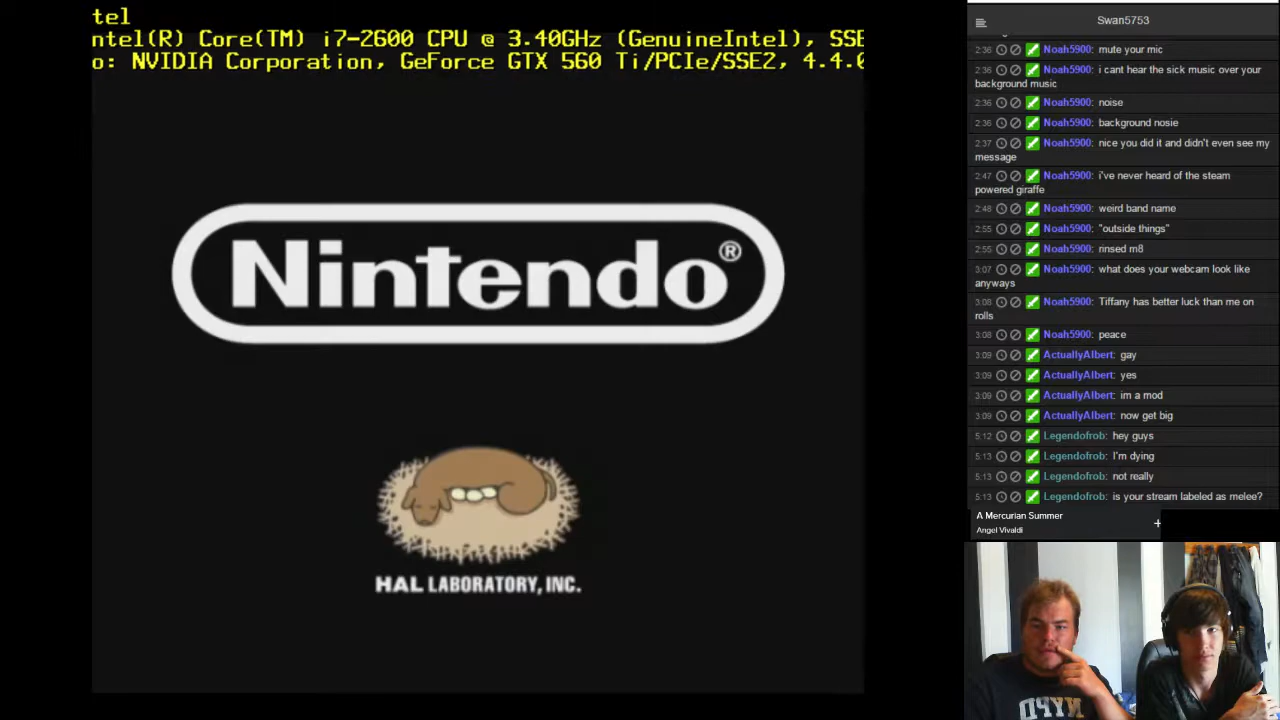 tel
ntel(R) Core(TM) i7-2600 CPU @ 3.40GHz (GenuineIntel), SSE
o: NVIDIA Corporation, GeForce GTX 560 Ti/PCIe/SSE2, 4.4.0
Nintendo®
HAL LABORATORY, INC.
Swan5753
2:36 Noah5900: mute your mic
2:36 Noah5900: i cant hear the sick music over your
background music
2:36 Noah5900: noise
2:36 Noah5900: background nosie
2:37 Noah5900: nice you did it and didn't even see my
message
2:47 Noah5900: i've never heard of the steam
powered giraffe
2:48 Noah5900: weird band name
2:55 Noah5900: "outside things"
2:55 Noah5900: rinsed m8
3:07 Noah5900: what does your webcam look like
anyways
3:08 Noah5900: Tiffany has better luck than me on
rolls
3:08 Noah5900: peace
3:09 ActuallyAlbert: gay
3:09 ActuallyAlbert: yes
3:09 ActuallyAlbert: im a mod
3:09 ActuallyAlbert: now get big
5:12 Legendofrob: hey guys
5:13 Legendofrob: I'm dying
5:13 Legendofrob: not really
5:13 Legendofrob: is your stream labeled as melee?
A Mercurian Summer
Angel Vivaldi
+
NYPD